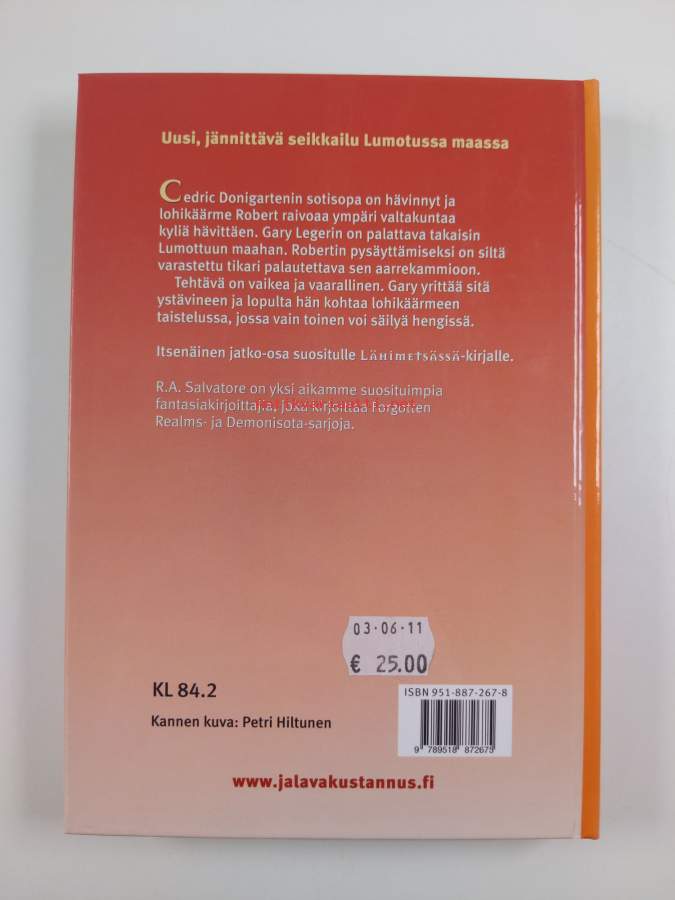 Uusi, jännittävä seikkailu Lumotussa maassa
Cedric Donigartenin sotisopa on hävinnyt ja
lohikäärme Robert raivoaa ympäri valtakuntaa
kyliä hävittäen. Gary Legerin on palattava takaisin
Lumottuun maahan. Robertin pysäyttämiseksi on siltä
varastettu tikari palautettava sen aarrekammioon.
Tehtävä on vaikea ja vaarallinen. Gary yrittää sitä
ystävineen ja lopulta hän kohtaa lohikäärmeen
taistelussa, jossa vain toinen voi säilyä hengissä.
Itsenäinen jatko-osa suositulle LÄHIMETSÄSSÄ-kirjalle.
R.A. Salvatore on yksi aikamme suosituimpia
fantasiakirjoittajia, joka kirjoittaa Forgotten
Realms- ja Demonisota-sarjoja.
03·06·11
€ 25.00
KL 84.2
ISBN 951-887-267-8
Kannen kuva: Petri Hiltunen
9 789518 872675
www.jalavakustannus.fi